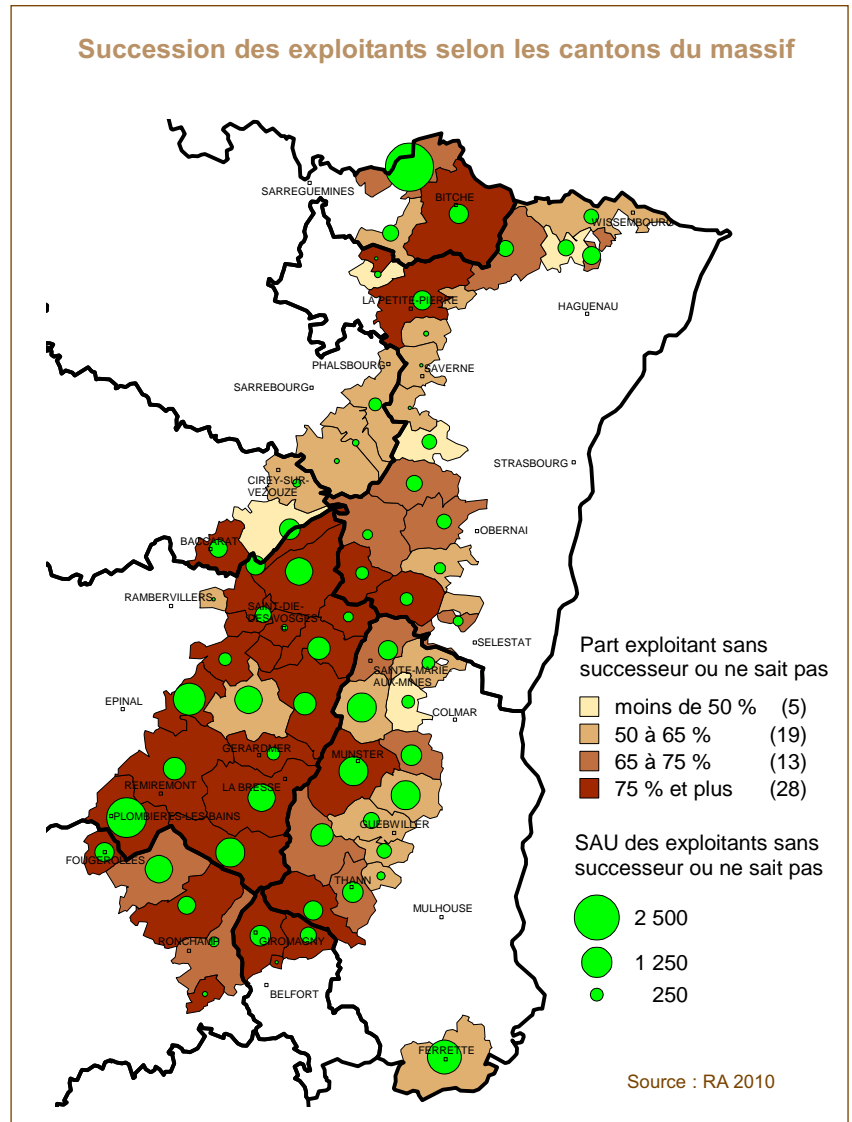 Succession des exploitants selon les cantons du massif
SARREGUEMINES
BITCHE
WISSEMBOURG
LA PETITE-PIERRE
HAGUENAU
PHALSBOURG
SAVERNE
SARREBOURG
STRASBOURG
CIREY-SUR-
VEZOUZE
OBERNAI
BACCARAT
RAMBERVILLERS
SAINT-DIE-
DES-VOSGES
SELESTAT
SAINTE-MARIE
AUX-MINES
EPINAL
COLMAR
GERARDMER
MUNSTER
REMIREMONT
LA BRESSE
PLOMBIERES-LES-BAINS
GUEBWILLER
FOUGEROLLES
THANN
MULHOUSE
RONCHAMP
GIROMAGNY
BELFORT
FERRETTE
Part exploitant sans
successeur ou ne sait pas
moins de 50 % (5)
50 à 65 % (19)
65 à 75 % (13)
75 % et plus (28)
SAU des exploitants sans
successeur ou ne sait pas
2 500
1 250
250
Source : RA 2010